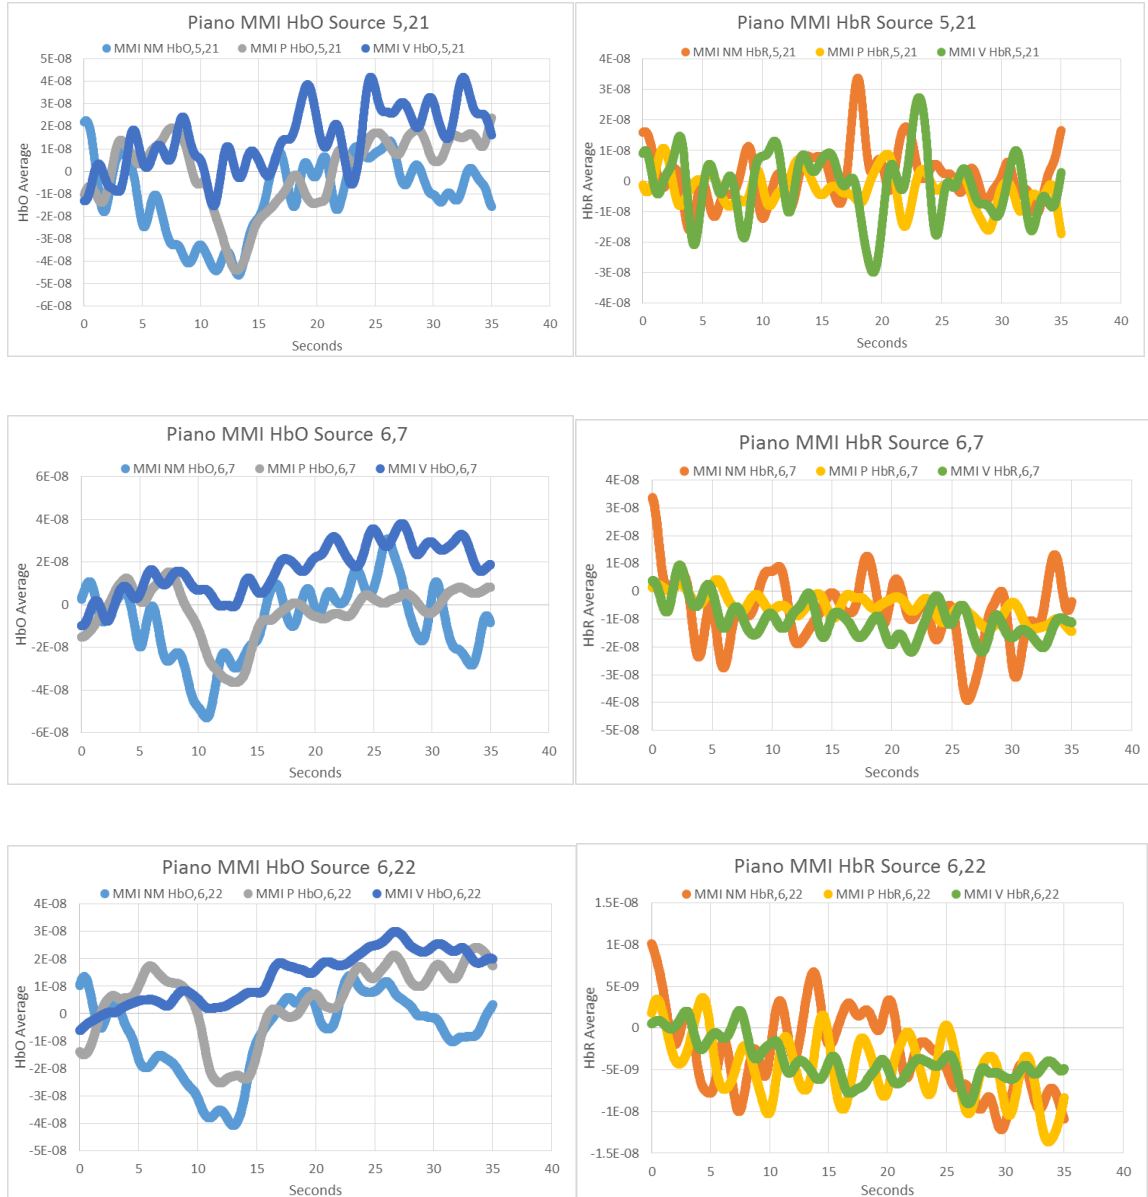 Piano MMI HbO Source 5,21
MMI NM HbO,5,21 MMI P HbO,5,21 MMI V HbO,5,21
5E-08
4E-08
3E-08
2E-08
1E-08
0
-1E-08
-2E-08
-3E-08
-4E-08
-5E-08
-6E-08
HbO Average
0 5 10 15 20 25 30 35 40
Seconds
Piano MMI HbR Source 5,21
MMI NM HbR,5,21 MMI P HbR,5,21 MMI V HbR,5,21
4E-08
3E-08
2E-08
1E-08
0
-1E-08
-2E-08
-3E-08
-4E-08
HbR Average
0 5 10 15 20 25 30 35 40
Seconds
Piano MMI HbO Source 6,7
MMI NM HbO,6,7 MMI P HbO,6,7 MMI V HbO,6,7
6E-08
4E-08
2E-08
0
-2E-08
-4E-08
-6E-08
HbO Average
0 5 10 15 20 25 30 35 40
Seconds
Piano MMI HbR Source 6,7
MMI NM HbR,6,7 MMI P HbR,6,7 MMI V HbR,6,7
4E-08
3E-08
2E-08
1E-08
0
-1E-08
-2E-08
-3E-08
-4E-08
-5E-08
HbR Average
0 5 10 15 20 25 30 35 40
Seconds
Piano MMI HbO Source 6,22
MMI NM HbO,6,22 MMI P HbO,6,22 MMI V HbO,6,22
4E-08
3E-08
2E-08
1E-08
0
-1E-08
-2E-08
-3E-08
-4E-08
-5E-08
HbO Average
0 5 10 15 20 25 30 35 40
Seconds
Piano MMI HbR Source 6,22
MMI NM HbR,6,22 MMI P HbR,6,22 MMI V HbR,6,22
1.5E-08
1E-08
5E-09
0
-5E-09
-1E-08
-1.5E-08
HbR Average
0 5 10 15 20 25 30 35 40
Seconds